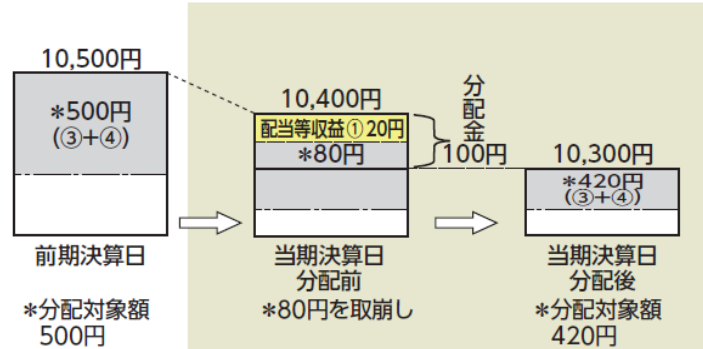 10,500円
*500円
(③+④)
前期決算日
*分配対象額
500円
10,400円
配当等収益①20円
*80円
分配金
100円
当期決算日
分配前
*80円を取崩し
10,300円
*420円
(③+④)
当期決算日
分配後
*分配対象額
420円